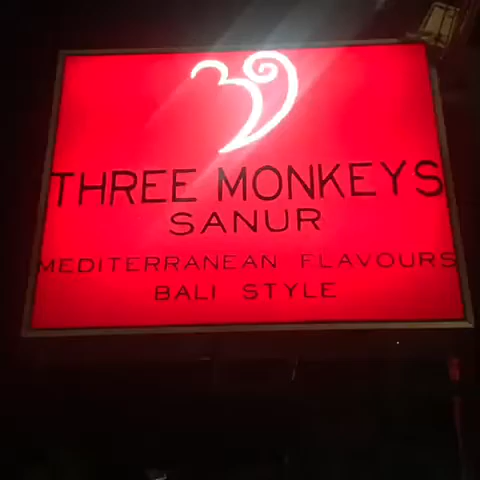 THREE MONKEYS
SANUR
MEDITERRANEAN FLAVOURS
BALI STYLE